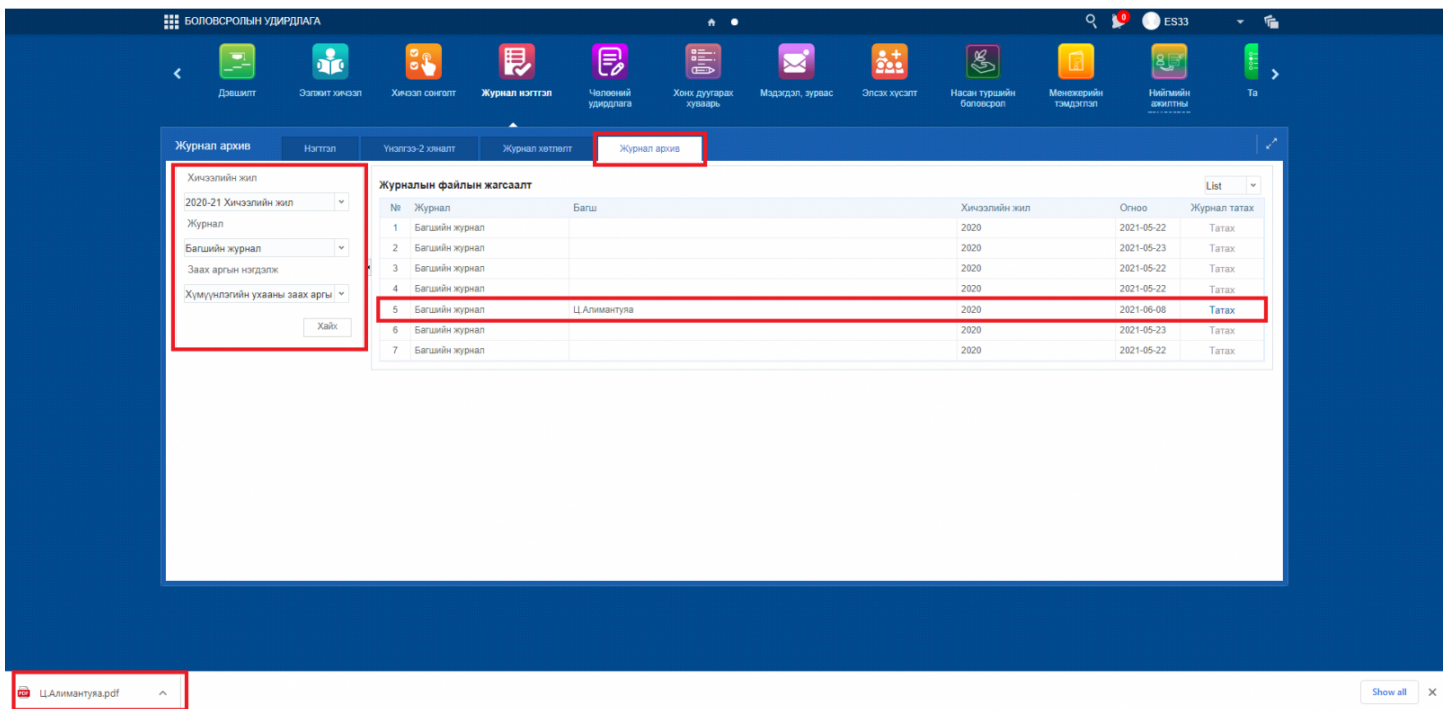 БОЛОВСРОЛЫН УДИРДЛАГА
0
ES33
Дэвшилт
Ээлжит хичээл
Хичээл сонголт
Журнал нэгтгэл
Чөлөөний удирдлага
Хонх дуугарах хуваарь
Мэдэгдэл, зурвас
Элсэх хүсэлт
Насан туршийн боловсрол
Менежерийн тэмдэглэл
Нийгмийн ажилтны
Та
Журнал архив
Нэгтгэл
Үнэлгээ-2 хяналт
Журнал хөтлөлт
Журнал архив
Хичээлийн жил
2020-21 Хичээлийн жил
Журнал
Багшийн журнал
Заах аргын нэгдэлж
Хүмүүнлэгийн ухааны заах аргы
Хайх
Журналын файлын жагсаалт
List
№ Журнал Багш Хичээлийн жил Огноо Журнал татах
1 Багшийн журнал 2020 2021-05-22 Татах
2 Багшийн журнал 2020 2021-05-23 Татах
3 Багшийн журнал 2020 2021-05-22 Татах
4 Багшийн журнал 2020 2021-05-22 Татах
5 Багшийн журнал Ц.Алимантуяа 2020 2021-06-08 Татах
6 Багшийн журнал 2020 2021-05-23 Татах
7 Багшийн журнал 2020 2021-05-22 Татах
PDF Ц.Алимантуяа.pdf
Show all